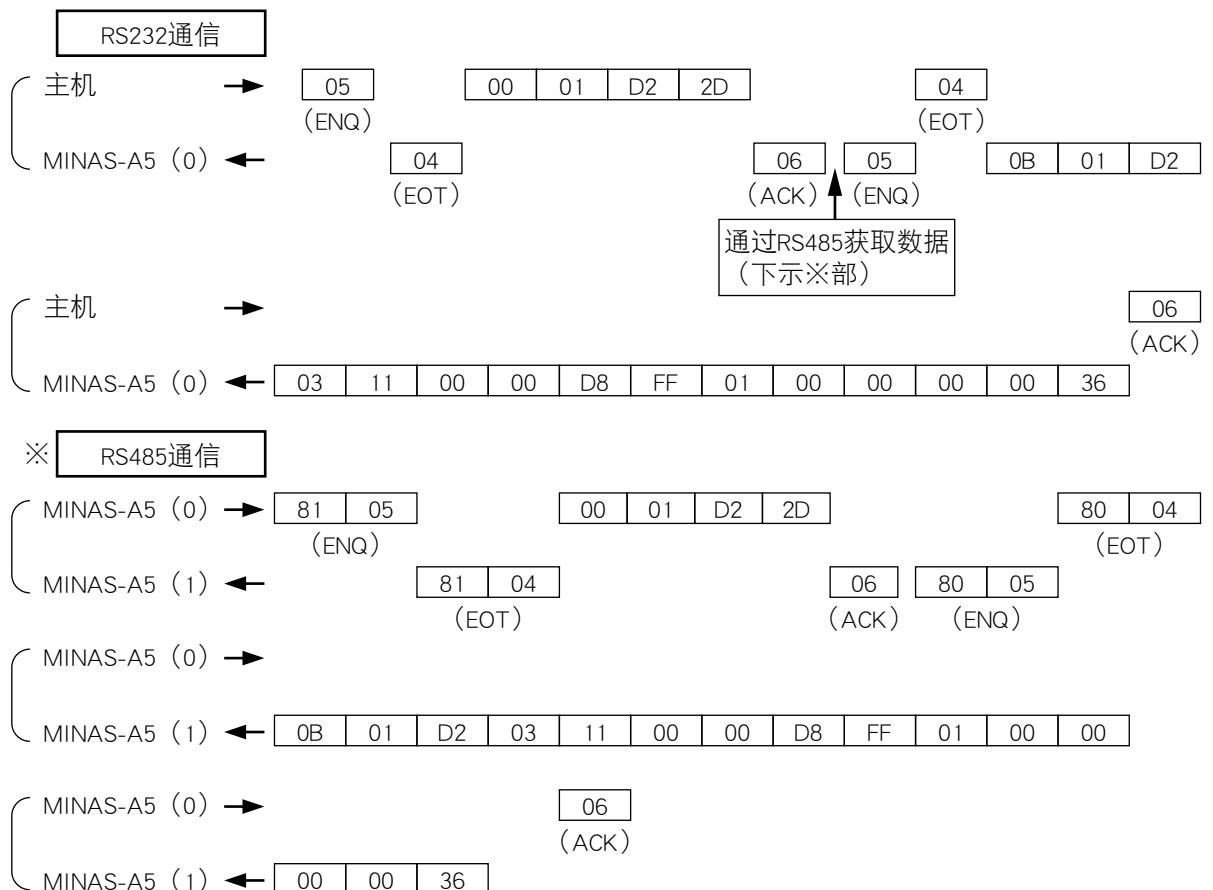 RS232通信
主机 05 00 01 D2 2D 04
(ENQ) (EOT)
MINAS-A5（0） 04 06 05 0B 01 D2
(EOT) (ACK) (ENQ)
通过RS485获取数据
（下示※部）
主机 06
(ACK)
MINAS-A5（0） 03 11 00 00 D8 FF 01 00 00 00 00 36
※ RS485通信
MINAS-A5（0） 81 05 00 01 D2 2D 80 04
(ENQ) (EOT)
MINAS-A5（1） 81 04 06 80 05
(EOT) (ACK) (ENQ)
MINAS-A5（0）
MINAS-A5（1） 0B 01 D2 03 11 00 00 D8 FF 01 00 00
MINAS-A5（0） 06
(ACK)
MINAS-A5（1） 00 00 36